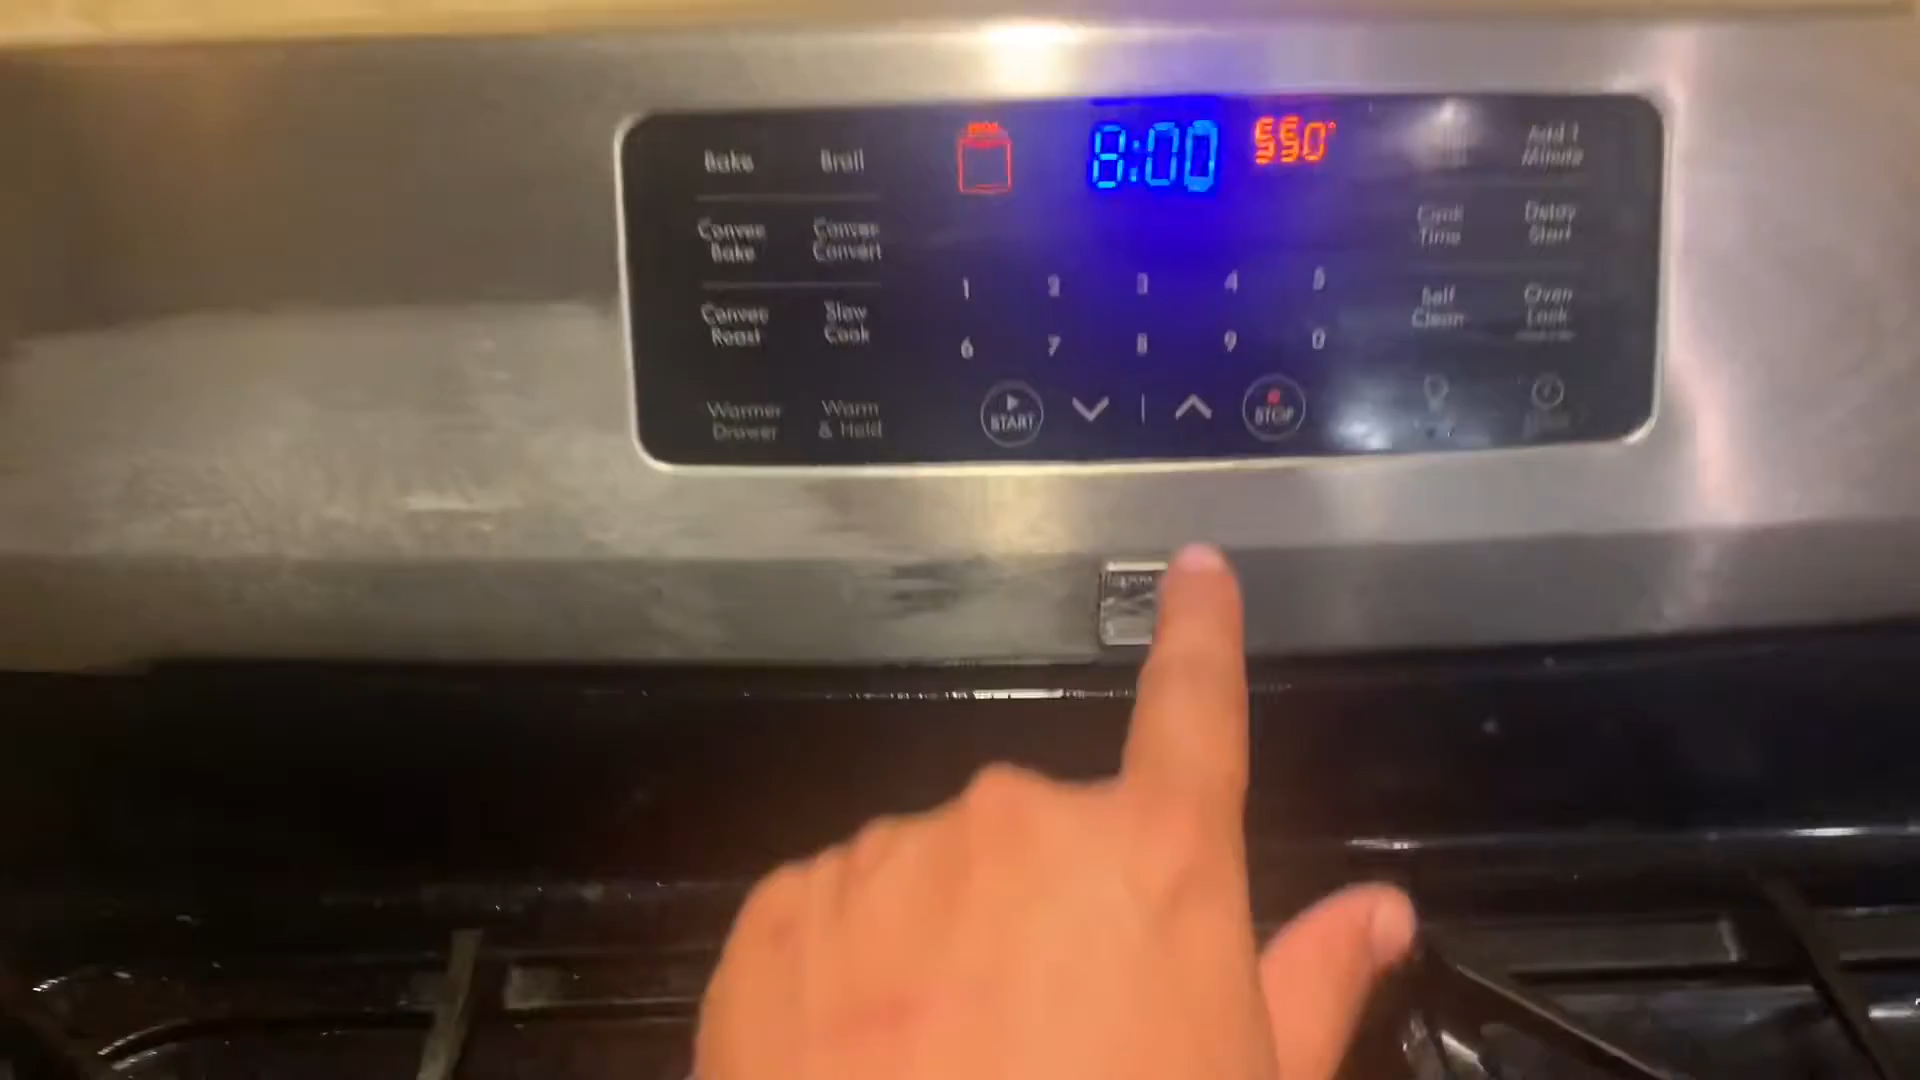 Bake Broil
8:00 550°
Add 1
Minute
Convec
Bake
Convec
Convert
Cook
Time
Delay
Start
Convec
Roast
Slow
Cook
1 2 3 4 5
6 7 8 9 0
Self
Clean
Oven
Lock
Warmer
Drawer
Warm
& Hold
START
STOP